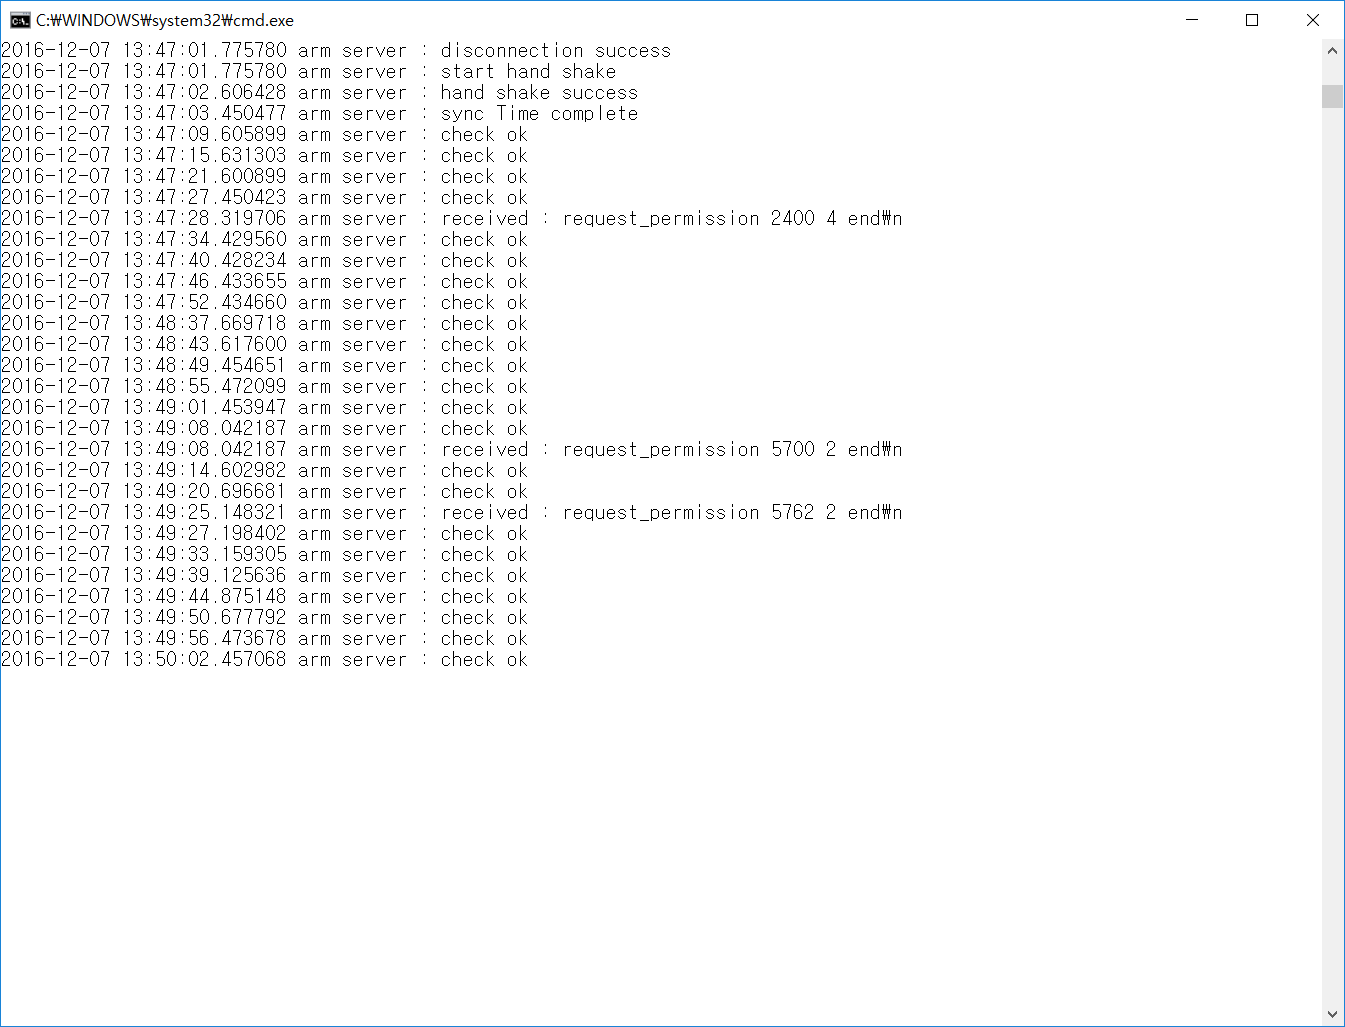 C:₩WINDOWS₩system32₩cmd.exe
2016-12-07 13:47:01.775780 arm server : disconnection success
2016-12-07 13:47:01.775780 arm server : start hand shake
2016-12-07 13:47:02.606428 arm server : hand shake success
2016-12-07 13:47:03.450477 arm server : sync Time complete
2016-12-07 13:47:09.605899 arm server : check ok
2016-12-07 13:47:15.631303 arm server : check ok
2016-12-07 13:47:21.600899 arm server : check ok
2016-12-07 13:47:27.450423 arm server : check ok
2016-12-07 13:47:28.319706 arm server : received : request_permission 2400 4 end₩n
2016-12-07 13:47:34.429560 arm server : check ok
2016-12-07 13:47:40.428234 arm server : check ok
2016-12-07 13:47:46.433655 arm server : check ok
2016-12-07 13:47:52.434660 arm server : check ok
2016-12-07 13:48:37.669718 arm server : check ok
2016-12-07 13:48:43.617600 arm server : check ok
2016-12-07 13:48:49.454651 arm server : check ok
2016-12-07 13:48:55.472099 arm server : check ok
2016-12-07 13:49:01.453947 arm server : check ok
2016-12-07 13:49:08.042187 arm server : check ok
2016-12-07 13:49:08.042187 arm server : received : request_permission 5700 2 end₩n
2016-12-07 13:49:14.602982 arm server : check ok
2016-12-07 13:49:20.696681 arm server : check ok
2016-12-07 13:49:25.148321 arm server : received : request_permission 5762 2 end₩n
2016-12-07 13:49:27.198402 arm server : check ok
2016-12-07 13:49:33.159305 arm server : check ok
2016-12-07 13:49:39.125636 arm server : check ok
2016-12-07 13:49:44.875148 arm server : check ok
2016-12-07 13:49:50.677792 arm server : check ok
2016-12-07 13:49:56.473678 arm server : check ok
2016-12-07 13:50:02.457068 arm server : check ok